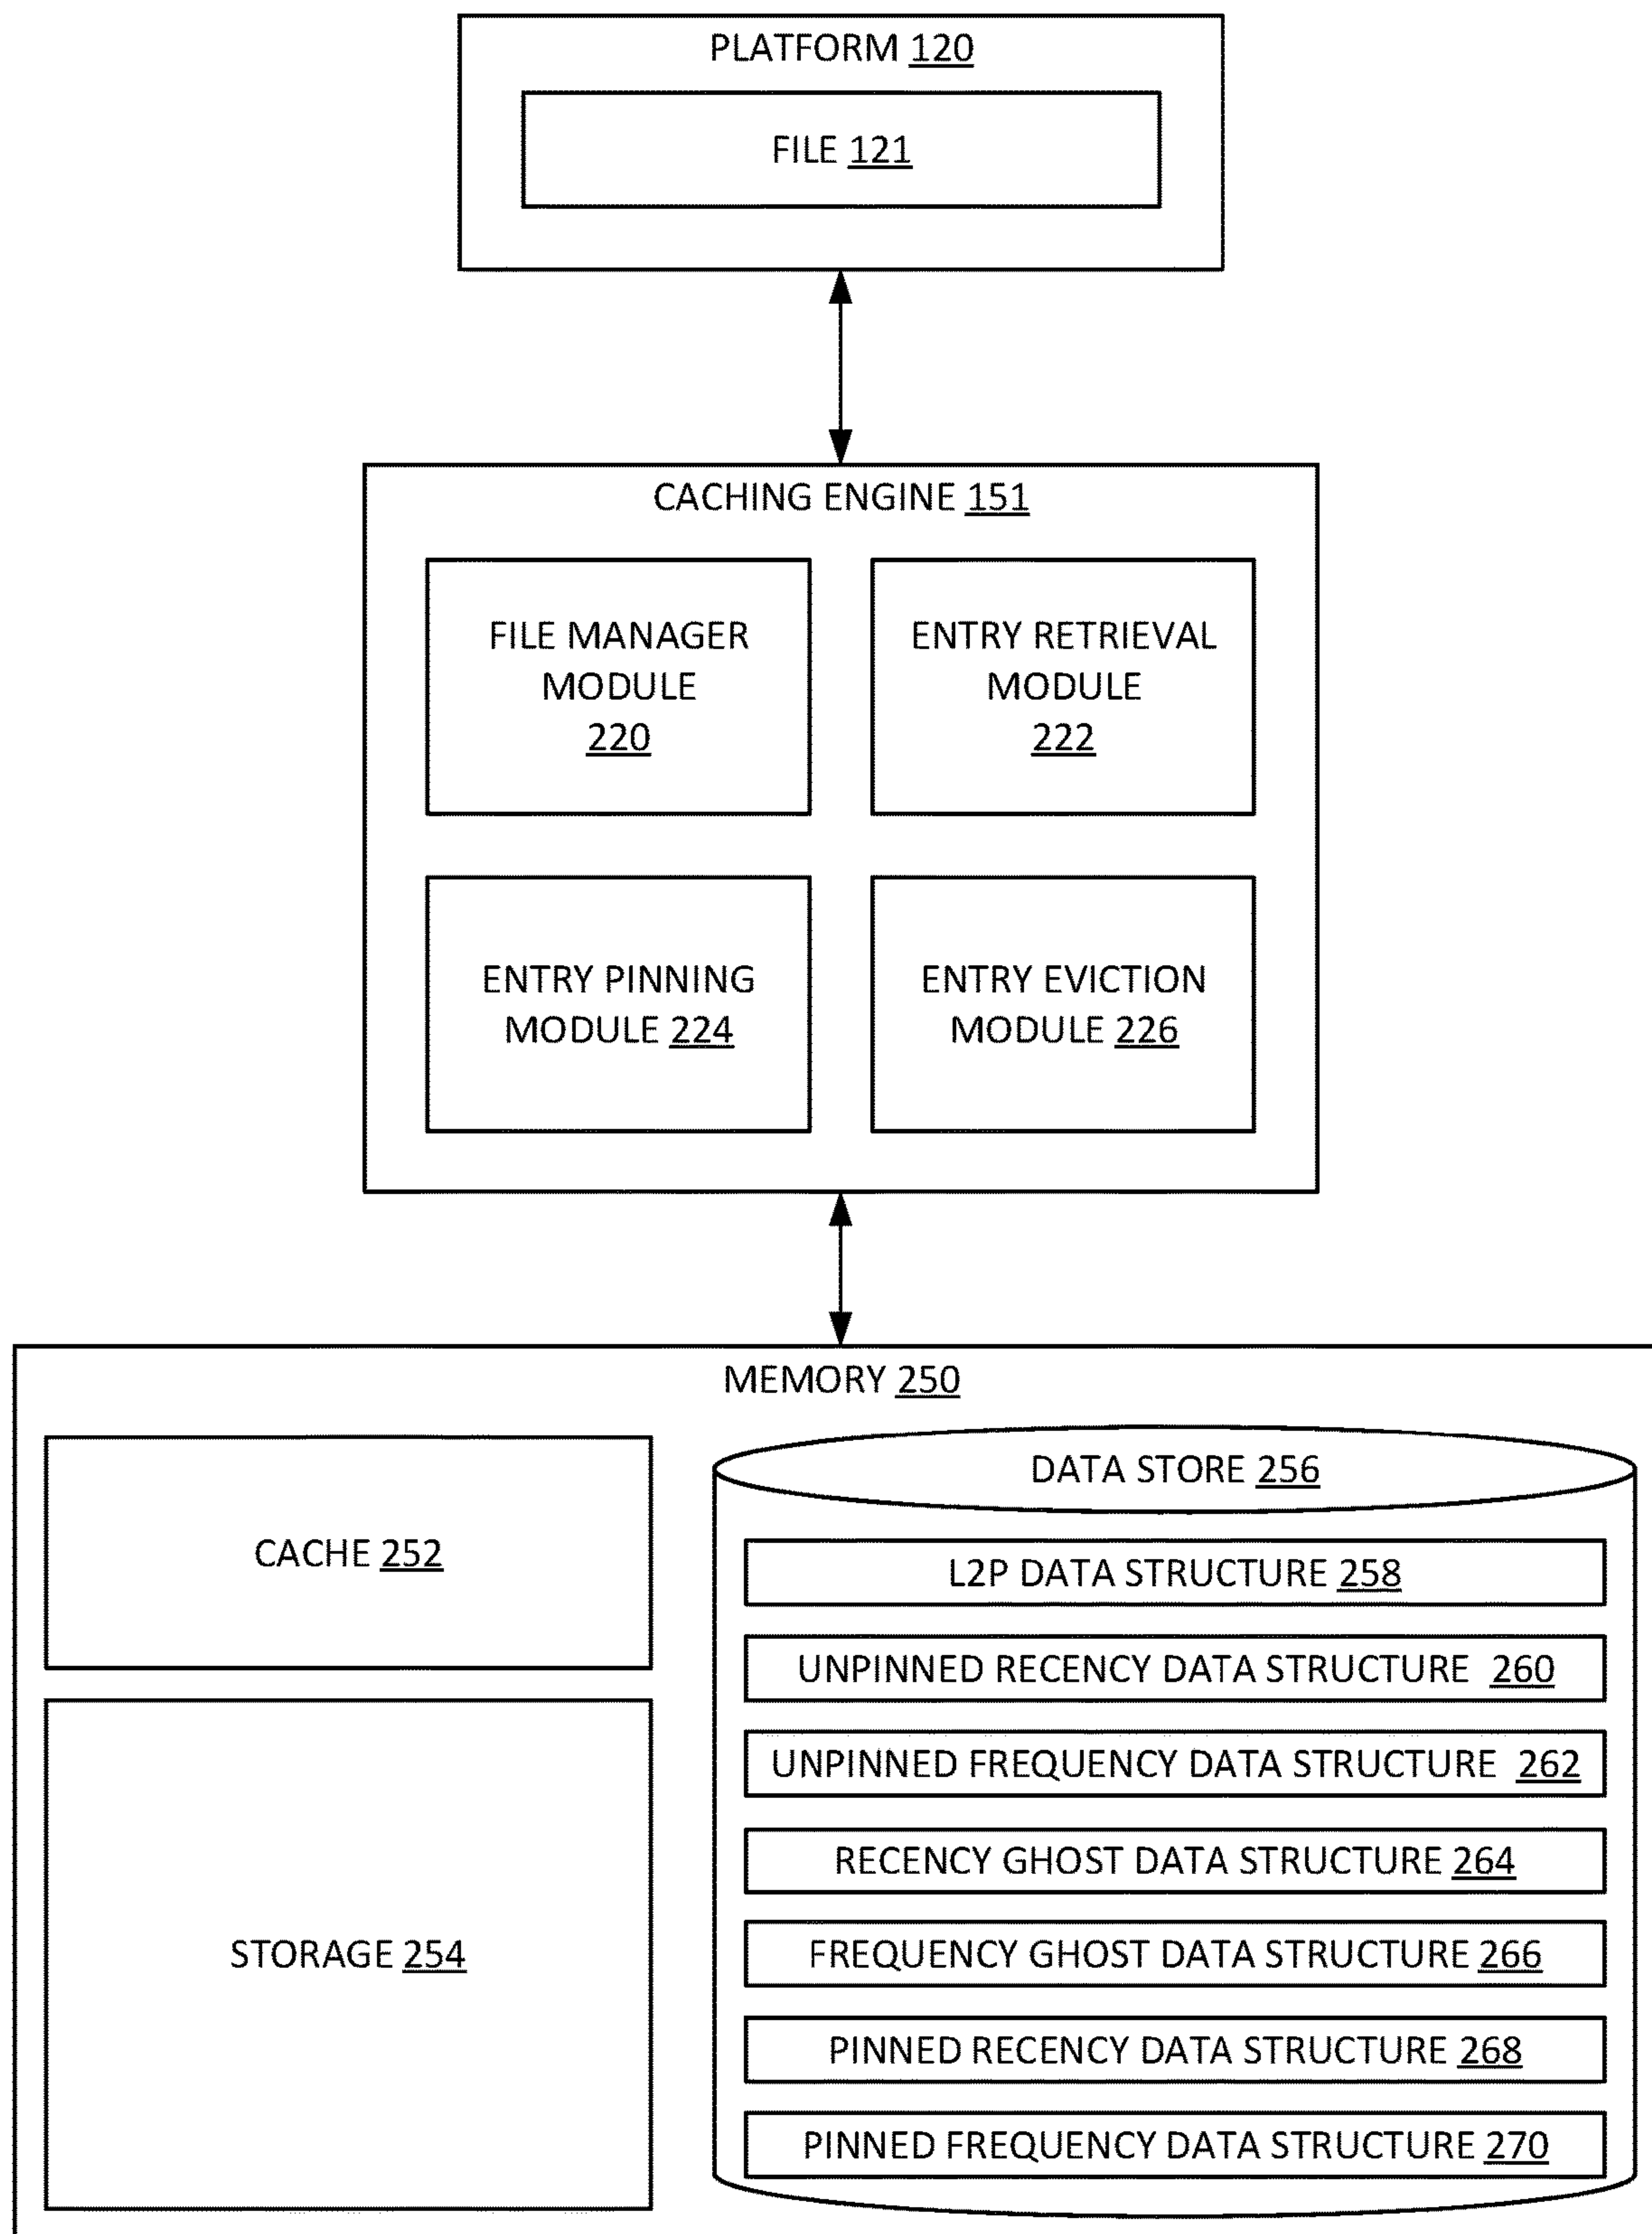 PLATFORM 120
FILE 121
CACHING ENGINE 151
FILE MANAGER
MODULE
220
ENTRY RETRIEVAL
MODULE
222
ENTRY PINNING
MODULE 224
ENTRY EVICTION
MODULE 226
MEMORY 250
CACHE 252
STORAGE 254
DATA STORE 256
L2P DATA STRUCTURE 258
UNPINNED RECENCY DATA STRUCTURE 260
UNPINNED FREQUENCY DATA STRUCTURE 262
RECENCY GHOST DATA STRUCTURE 264
FREQUENCY GHOST DATA STRUCTURE 266
PINNED RECENCY DATA STRUCTURE 268
PINNED FREQUENCY DATA STRUCTURE 270